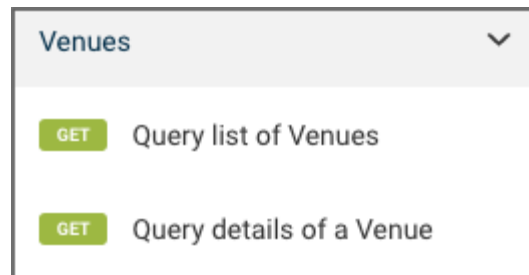 Venues
GET Query list of Venues
GET Query details of a Venue